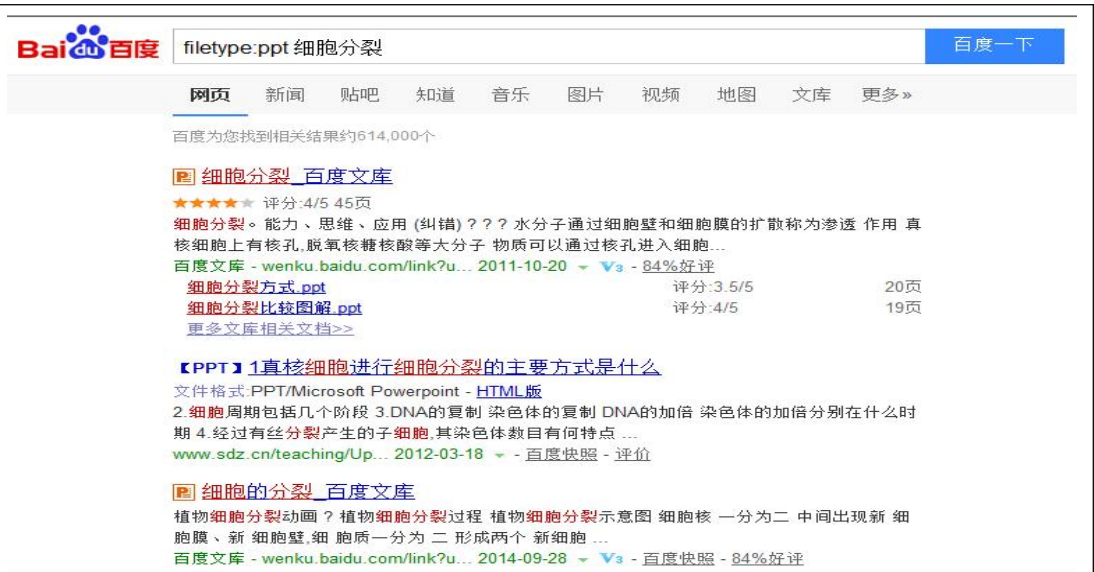 Bai du 百度 filetype:ppt 细胞分裂 百度一下
网页 新闻 贴吧 知道 音乐 图片 视频 地图 文库 更多»
百度为您找到相关结果约614,000个
细胞分裂_百度文库
★★★★★ 评分:4/5 45页
细胞分裂。能力、思维、应用 (纠错) ? ? ? 水分子通过细胞壁和细胞膜的扩散称为渗透 作用 真
核细胞上有核孔,脱氧核糖核酸等大分子 物质可以通过核孔进入细胞...
百度文库 - wenku.baidu.com/link?u... 2011-10-20 V3 - 84%好评
细胞分裂方式.ppt 评分:3.5/5 20页
细胞分裂比较图解.ppt 评分:4/5 19页
更多文库相关文档>>
【PPT】1真核细胞进行细胞分裂的主要方式是什么
文件格式:PPT/Microsoft Powerpoint - HTML版
2.细胞周期包括几个阶段 3.DNA的复制 染色体的复制 DNA的加倍 染色体的加倍分别在什么时
期 4.经过有丝分裂产生的子细胞,其染色体数目有何特点 ...
www.sdz.cn/teaching/Up... 2012-03-18 - 百度快照 - 评价
细胞的分裂_百度文库
植物细胞分裂动画 ? 植物细胞分裂过程 植物细胞分裂示意图 细胞核 一分为二 中间出现新 细
胞膜、新 细胞壁,细 胞质一分为 二 形成两个 新细胞 ...
百度文库 - wenku.baidu.com/link?u... 2014-09-28 V3 - 百度快照 - 84%好评